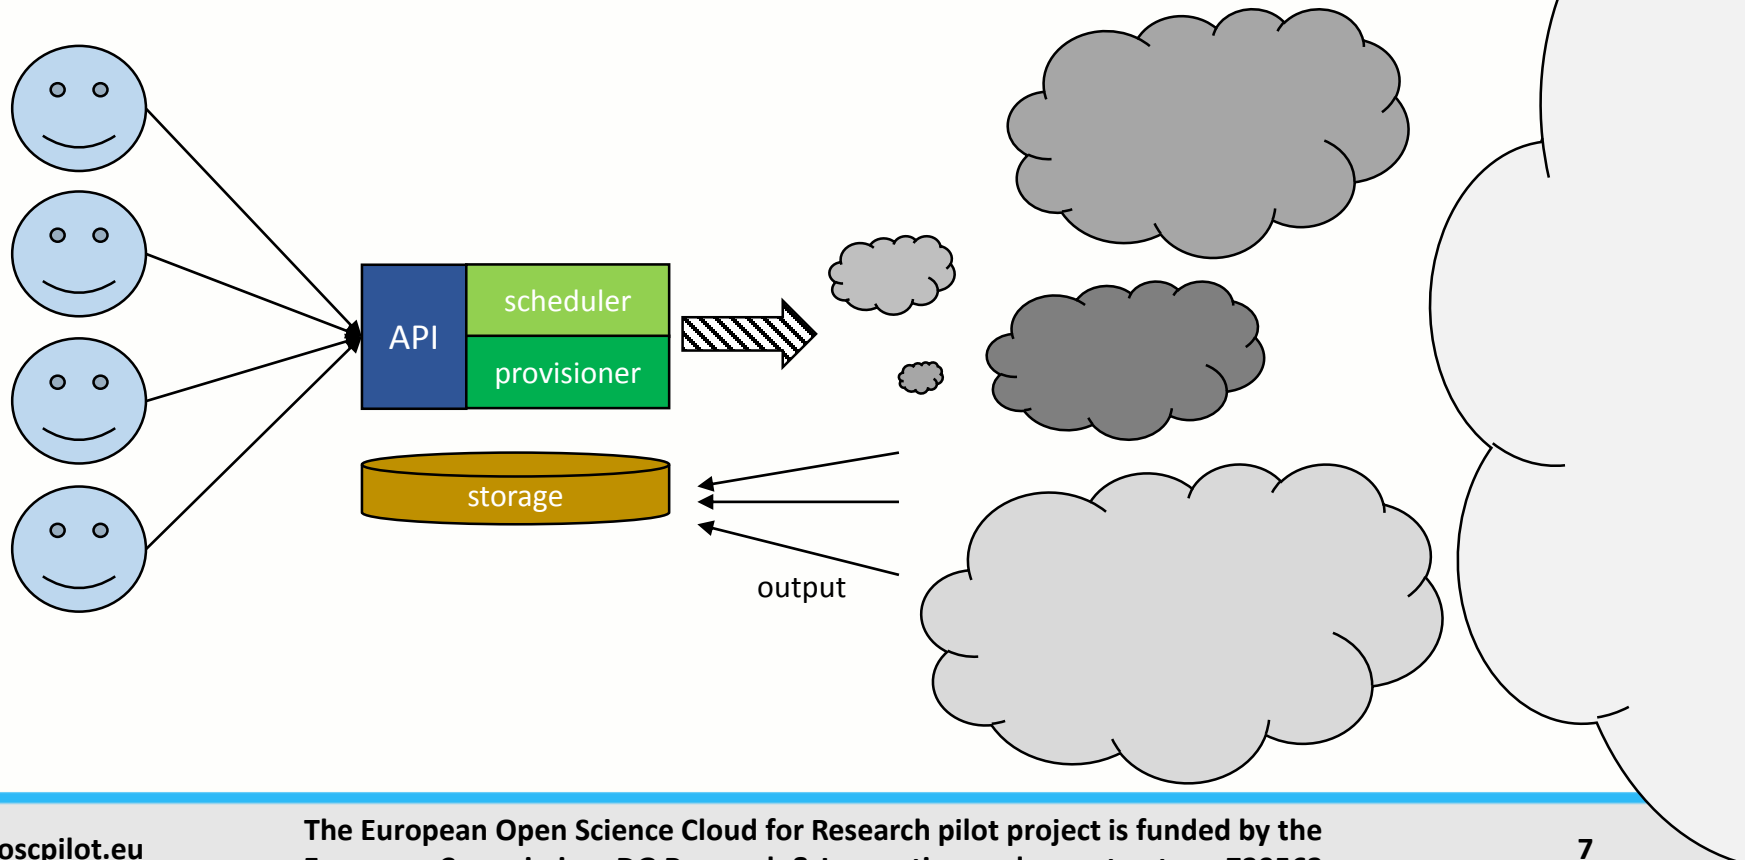 API
scheduler
provisioner
storage
output
The European Open Science Cloud for Research pilot project is funded by the
oscpilot.eu
7